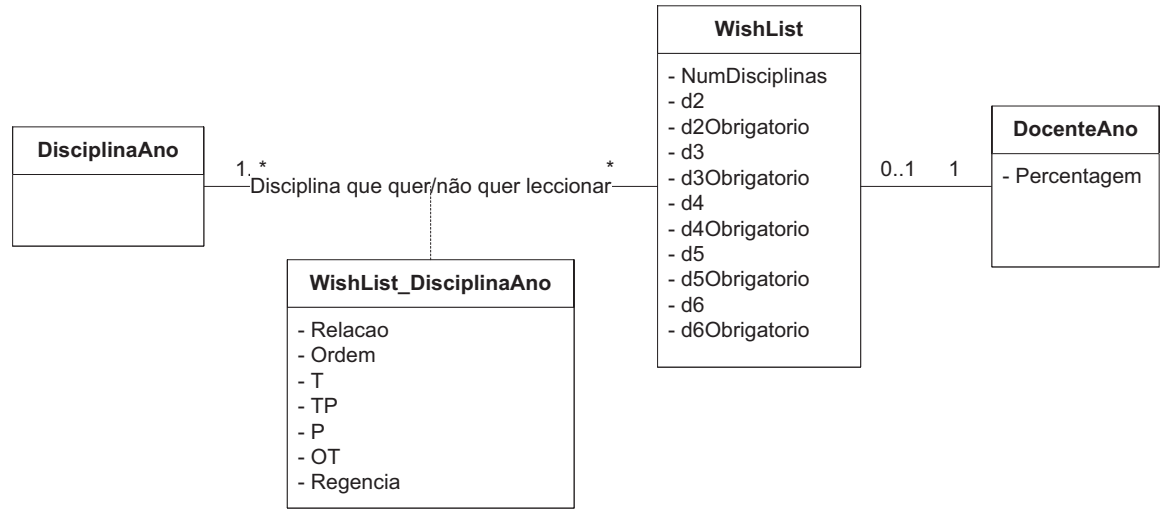 WishList
- NumDisciplinas
- d2
- d2Obrigatorio
- d3
- d3Obrigatorio
- d4
- d4Obrigatorio
- d5
- d5Obrigatorio
- d6
- d6Obrigatorio
DisciplinaAno
1..*
Disciplina que quer/não quer leccionar
*
0..1
1
DocenteAno
- Percentagem
WishList_DisciplinaAno
- Relacao
- Ordem
- T
- TP
- P
- OT
- Regencia